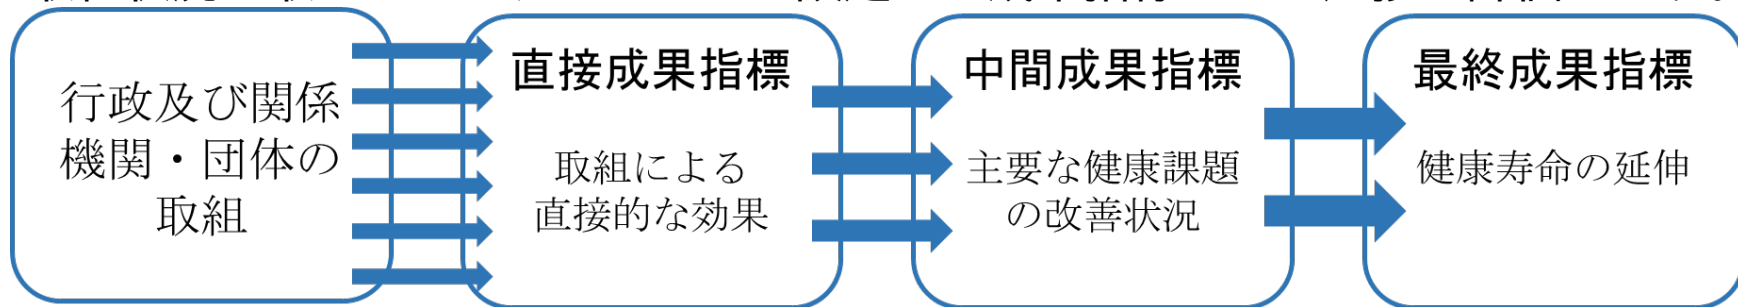 行政及び関係
機関・団体の
取組
直接成果指標
取組による
直接的な効果
中間成果指標
主要な健康課題
の改善状況
最終成果指標
健康寿命の延伸